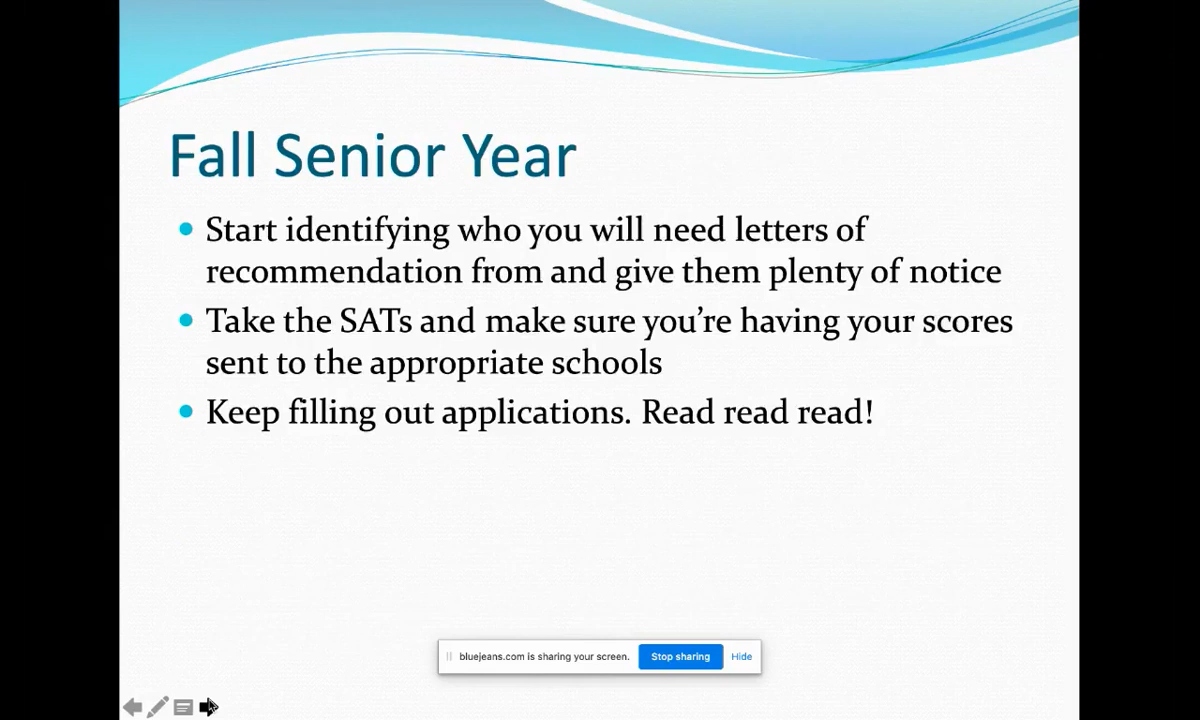 Fall Senior Year
Start identifying who you will need letters of
recommendation from and give them plenty of notice
Take the SATs and make sure you're having your scores
sent to the appropriate schools
Keep filling out applications. Read read read!
bluejeans.com is sharing your screen. Stop sharing Hide